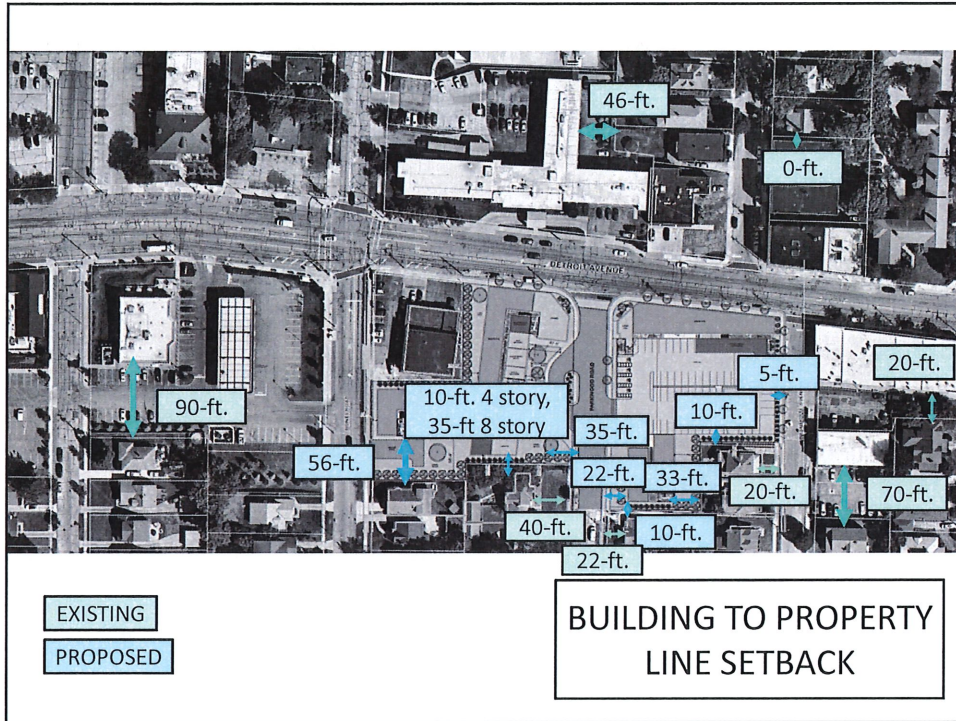 46-ft.
0-ft.
DETROIT AVENUE
20-ft.
5-ft.
90-ft.
10-ft. 4 story,
35-ft 8 story
10-ft.
35-ft.
56-ft.
22-ft.
33-ft.
20-ft.
70-ft.
40-ft.
10-ft.
22-ft.
EXISTING
PROPOSED
BUILDING TO PROPERTY
LINE SETBACK